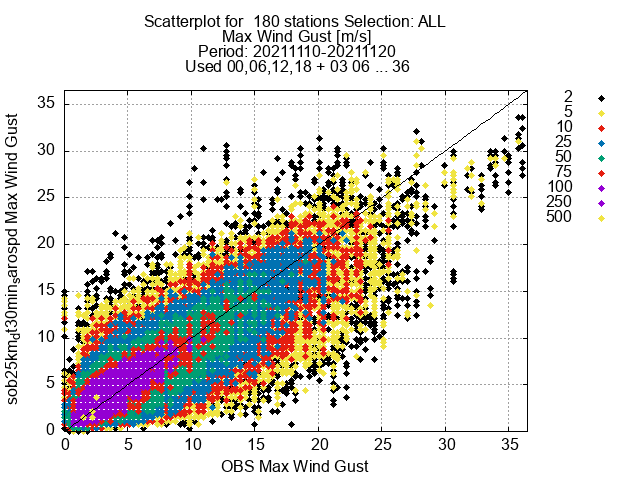 Scatterplot for  180 stations Selection: ALL
Max Wind Gust [m/s]
Period: 20211110-20211120
Used 00,06,12,18 + 03 06 ... 36
sob25km_dt30min_sarospd Max Wind Gust
35
30
25
20
15
10
5
0
0 5 10 15 20 25 30 35
OBS Max Wind Gust
2
5
10
25
50
75
100
250
500